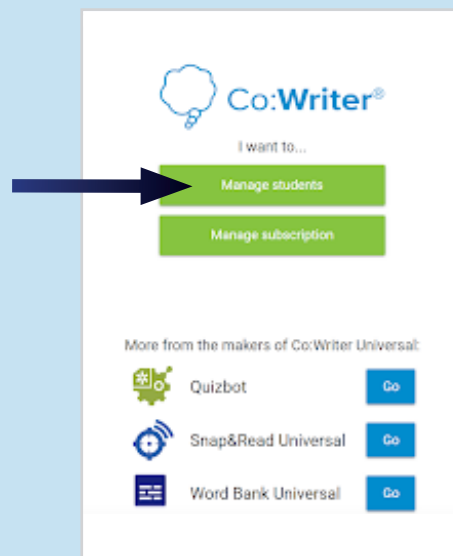 Co:Writer®
I want to...
Manage students
Manage subscription
More from the makers of Co:Writer Universal:
Quizbot Go
Snap&Read Universal Go
Word Bank Universal Go